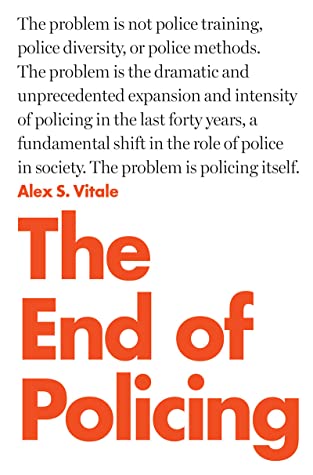 The problem is not police training,
police diversity, or police methods.
The problem is the dramatic and
unprecedented expansion and intensity
of policing in the last forty years, a
fundamental shift in the role of police
in society. The problem is policing itself.
Alex S. Vitale
The
End of
Policing